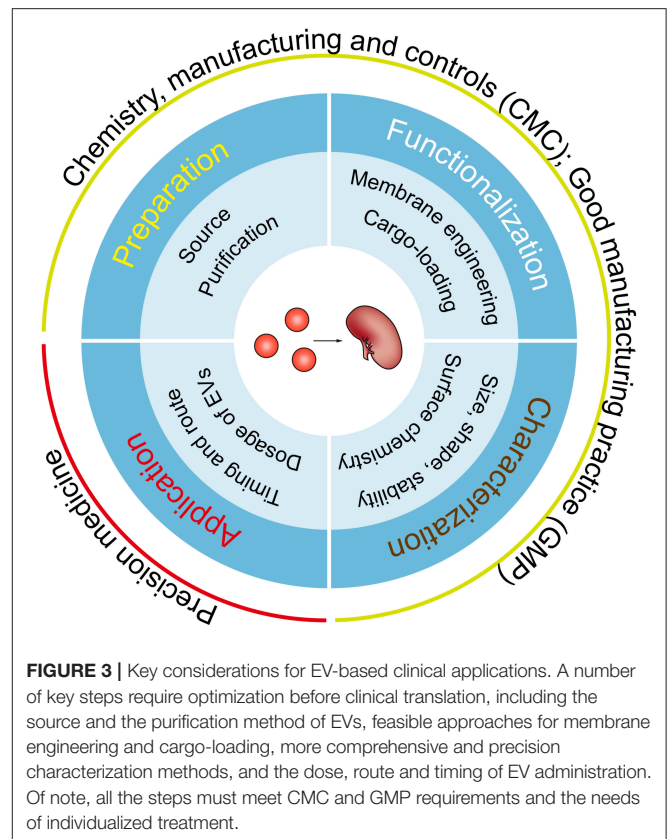 Chemistry, manufacturing and controls (CMC); Good manufacturing practice (GMP)
Preparation
Source
Purification
Functionalization
Membrane engineering
Cargo-loading
Characterization
Size, shape, stability
Surface chemistry
Application
Timing and route
Dosage of EVs
Precision medicine
FIGURE 3 | Key considerations for EV-based clinical applications. A number
of key steps require optimization before clinical translation, including the
source and the purification method of EVs, feasible approaches for membrane
engineering and cargo-loading, more comprehensive and precision
characterization methods, and the dose, route and timing of EV administration.
Of note, all the steps must meet CMC and GMP requirements and the needs
of individualized treatment.